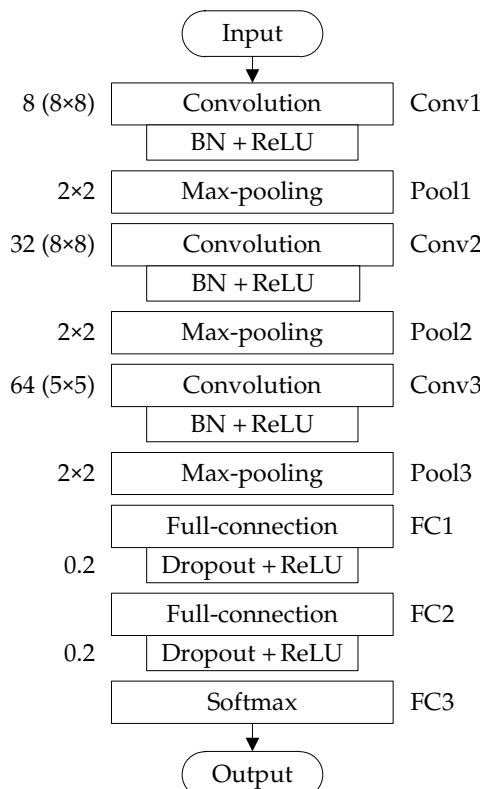 Input
8 (8×8) Convolution Conv1
BN + ReLU
2×2 Max-pooling Pool1
32 (8×8) Convolution Conv2
BN + ReLU
2×2 Max-pooling Pool2
64 (5×5) Convolution Conv3
BN + ReLU
2×2 Max-pooling Pool3
Full-connection FC1
0.2 Dropout + ReLU
Full-connection FC2
0.2 Dropout + ReLU
Softmax FC3
Output